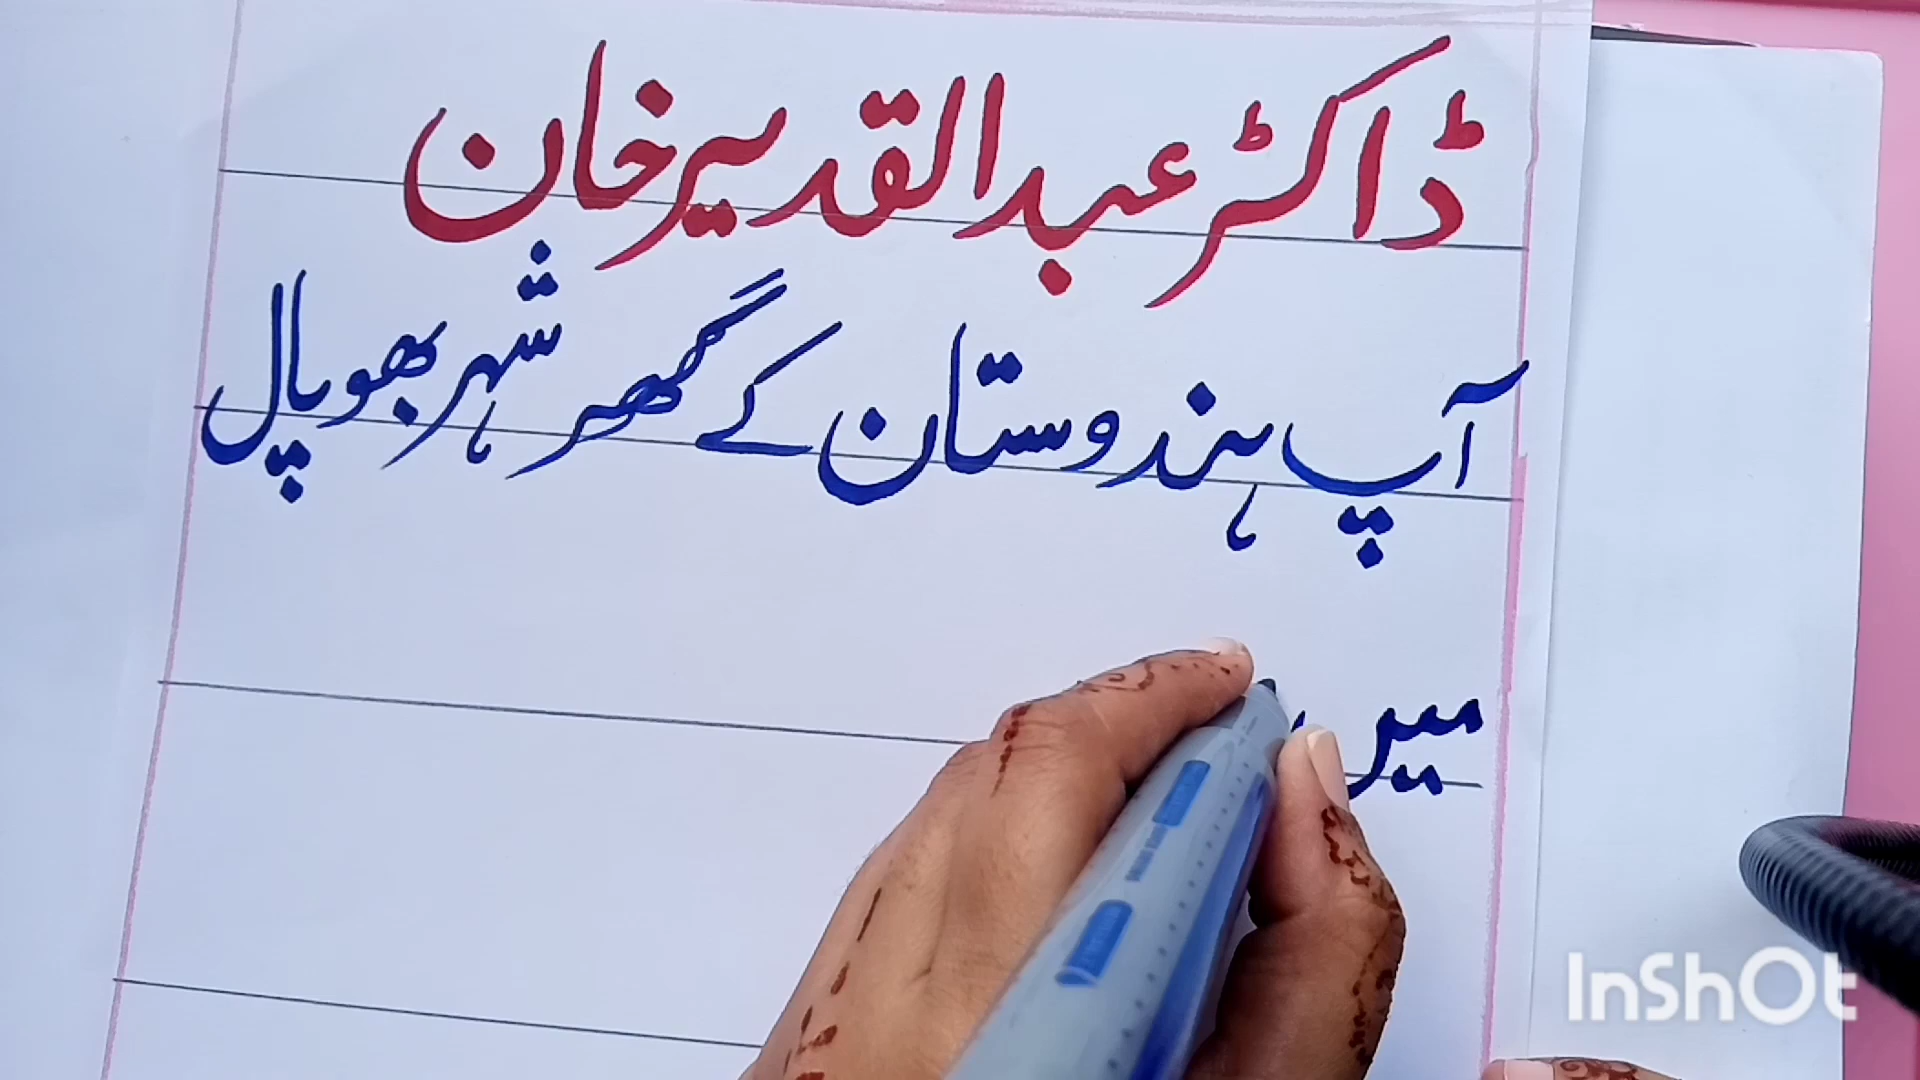 ڈاکٹر عبدالقدیر خان
آپ ہندوستان کے گھر شہر بھوپال
میں
InShOt